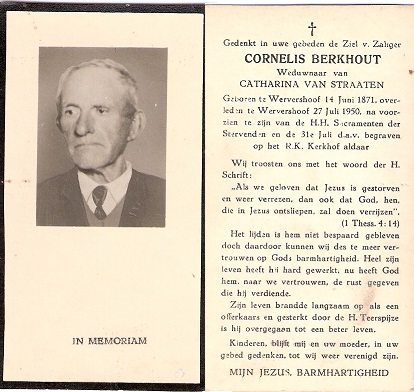 IN MEMORIAM
†
Gedenkt in uwe gebeden de Ziel v. Zaliger
CORNELIS BERKHOUT
Weduwnaar van
CATHARINA VAN STRAATEN
Geboren te Wervershoof 14 Juni 1871, over-
leden te Wervershoof 27 Juli 1950, na voor-
zien te zijn van de H.H. Sacramenten der
Stervenden en de 31e Juli d.a.v. begraven
op het R.K. Kerkhof aldaar
Wij troosten ons met het woord der H.
Schrift:
„Als we geloven dat Jezus is gestorven
en weer verrezen, dan ook dat God, hen,
die in Jezus ontsliepen, zal doen verrijzen".
(1 Thess. 4:14)
Het lijden is hem niet bespaard gebleven
doch daardoor kunnen wij des te meer ver-
trouwen op Gods barmhartigheid. Heel zijn
leven heeft hij hard gewerkt, nu heeft God
hem, naar we vertrouwen, de rust gegeven
die hij verdiende.
Zijn leven brandde langzaam op als een
offerkaars en gesterkt door de H. Teerspijze
is hij overgegaan tot een beter leven.
Kinderen, blijft mij en uw moeder, in uw
gebed gedenken, tot wij weer verenigd zijn.
MIJN JEZUS, BARMHARTIGHEID